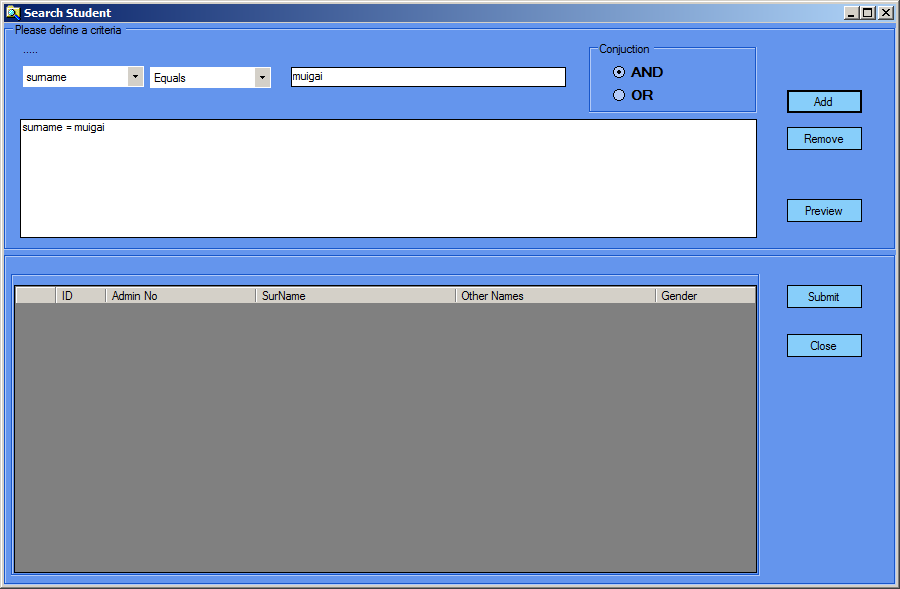 Search Student
Please define a criteria
.....
surname Equals muigai
Conjuction
AND
OR
Add
surname = muigai
Remove
Preview
ID Admin No SurName Other Names Gender
Submit
Close